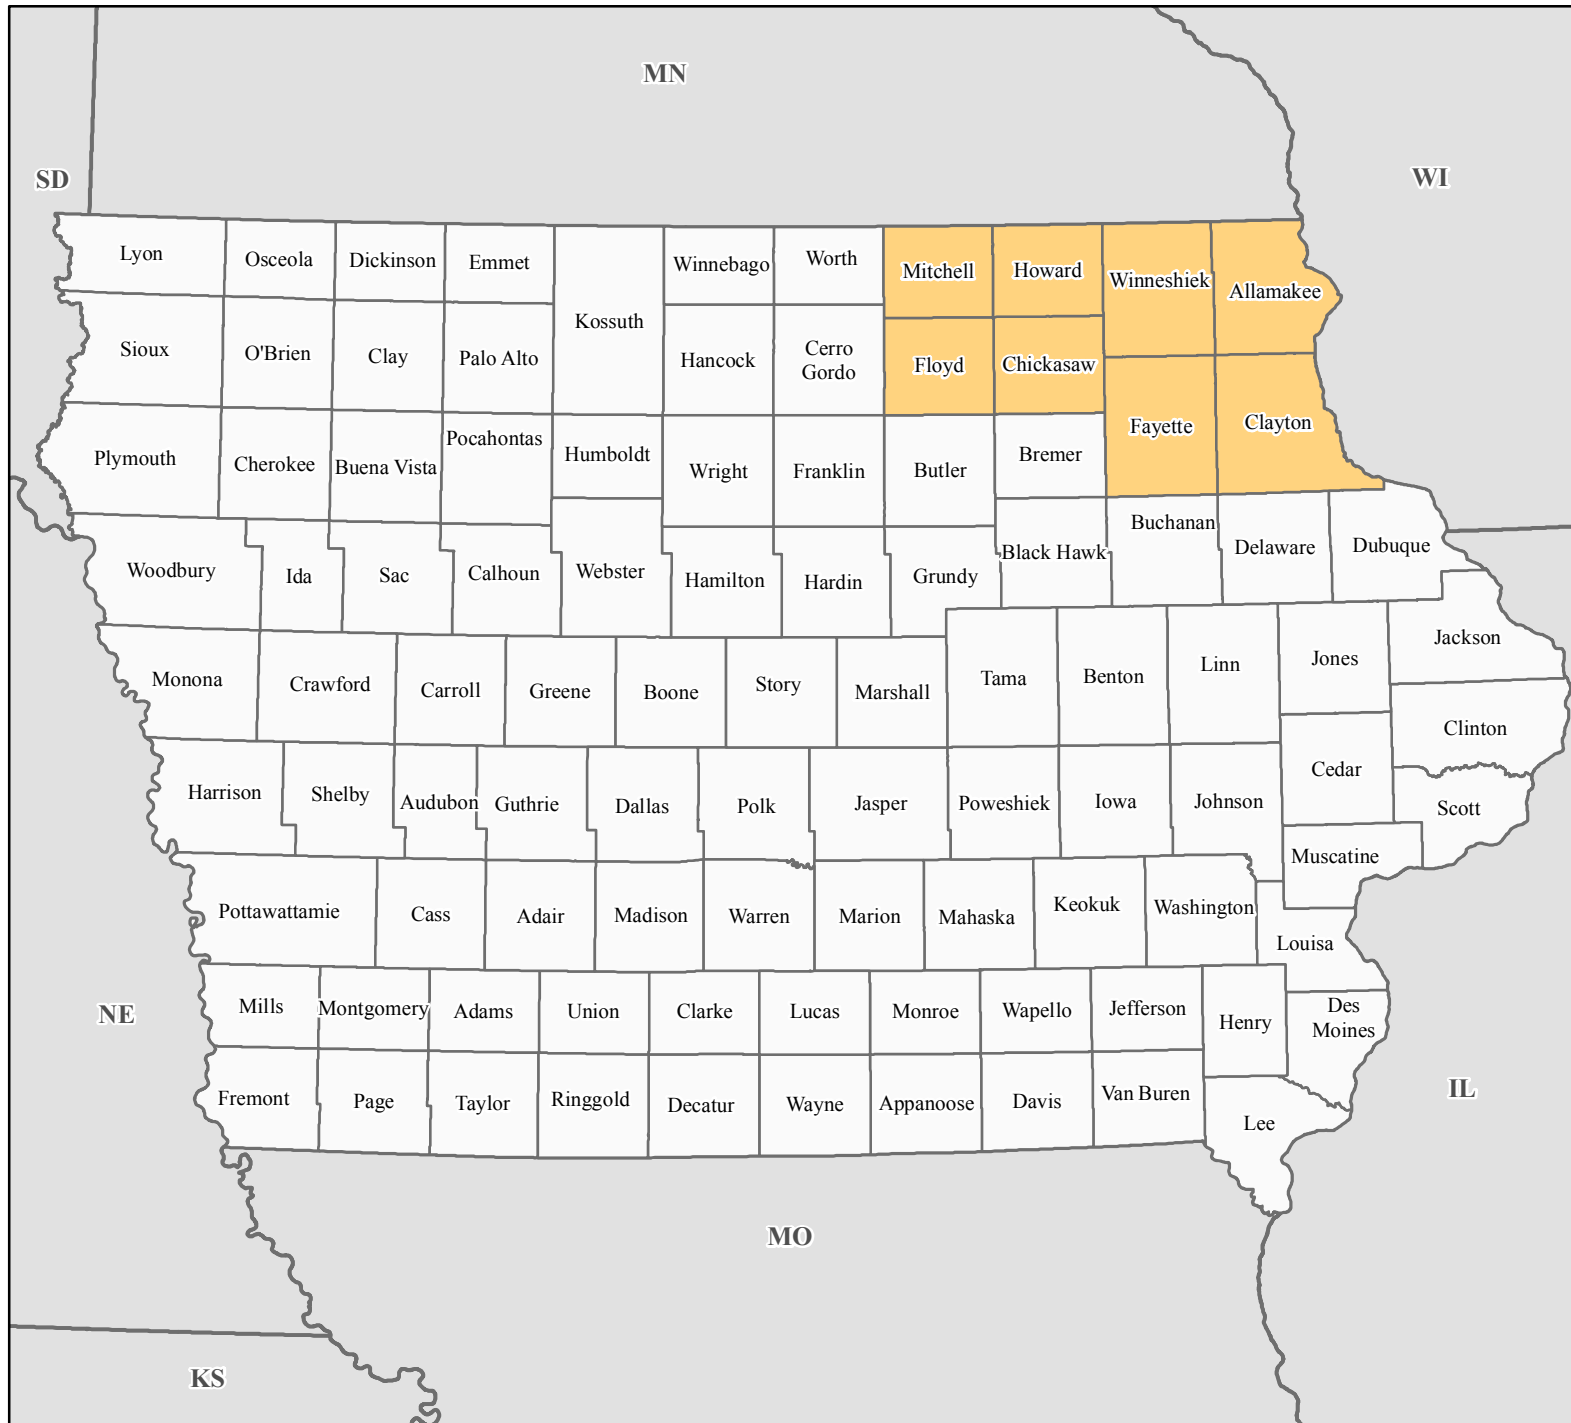 MN
SD
WI
Lyon
Osceola
Dickinson
Emmet
Kossuth
Winnebago
Worth
Mitchell
Howard
Winneshiek
Allamakee
Sioux
O'Brien
Clay
Palo Alto
Hancock
Cerro
Gordo
Floyd
Chickasaw
Fayette
Clayton
Plymouth
Cherokee
Buena Vista
Pocahontas
Humboldt
Wright
Franklin
Butler
Bremer
Woodbury
Ida
Sac
Calhoun
Webster
Hamilton
Hardin
Grundy
Black Hawk
Buchanan
Delaware
Dubuque
Monona
Crawford
Carroll
Greene
Boone
Story
Marshall
Tama
Benton
Linn
Jones
Jackson
Harrison
Shelby
Audubon
Guthrie
Dallas
Polk
Jasper
Poweshiek
Iowa
Johnson
Cedar
Clinton
Scott
Muscatine
Pottawattamie
Cass
Adair
Madison
Warren
Marion
Mahaska
Keokuk
Washington
Louisa
NE
Mills
Montgomery
Adams
Union
Clarke
Lucas
Monroe
Wapello
Jefferson
Henry
Des
Moines
Fremont
Page
Taylor
Ringgold
Decatur
Wayne
Appanoose
Davis
Van Buren
Lee
IL
MO
KS